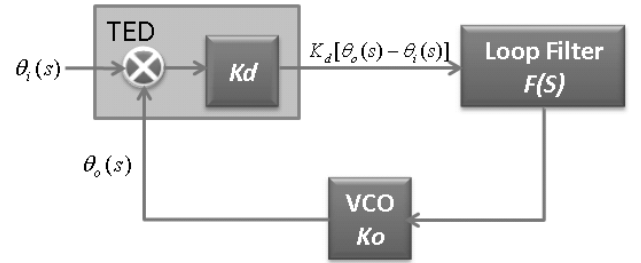 TED
θi(s)
Kd
Kd[θo(s) − θi(s)]
Loop Filter
F(S)
θo(s)
VCO
Ko